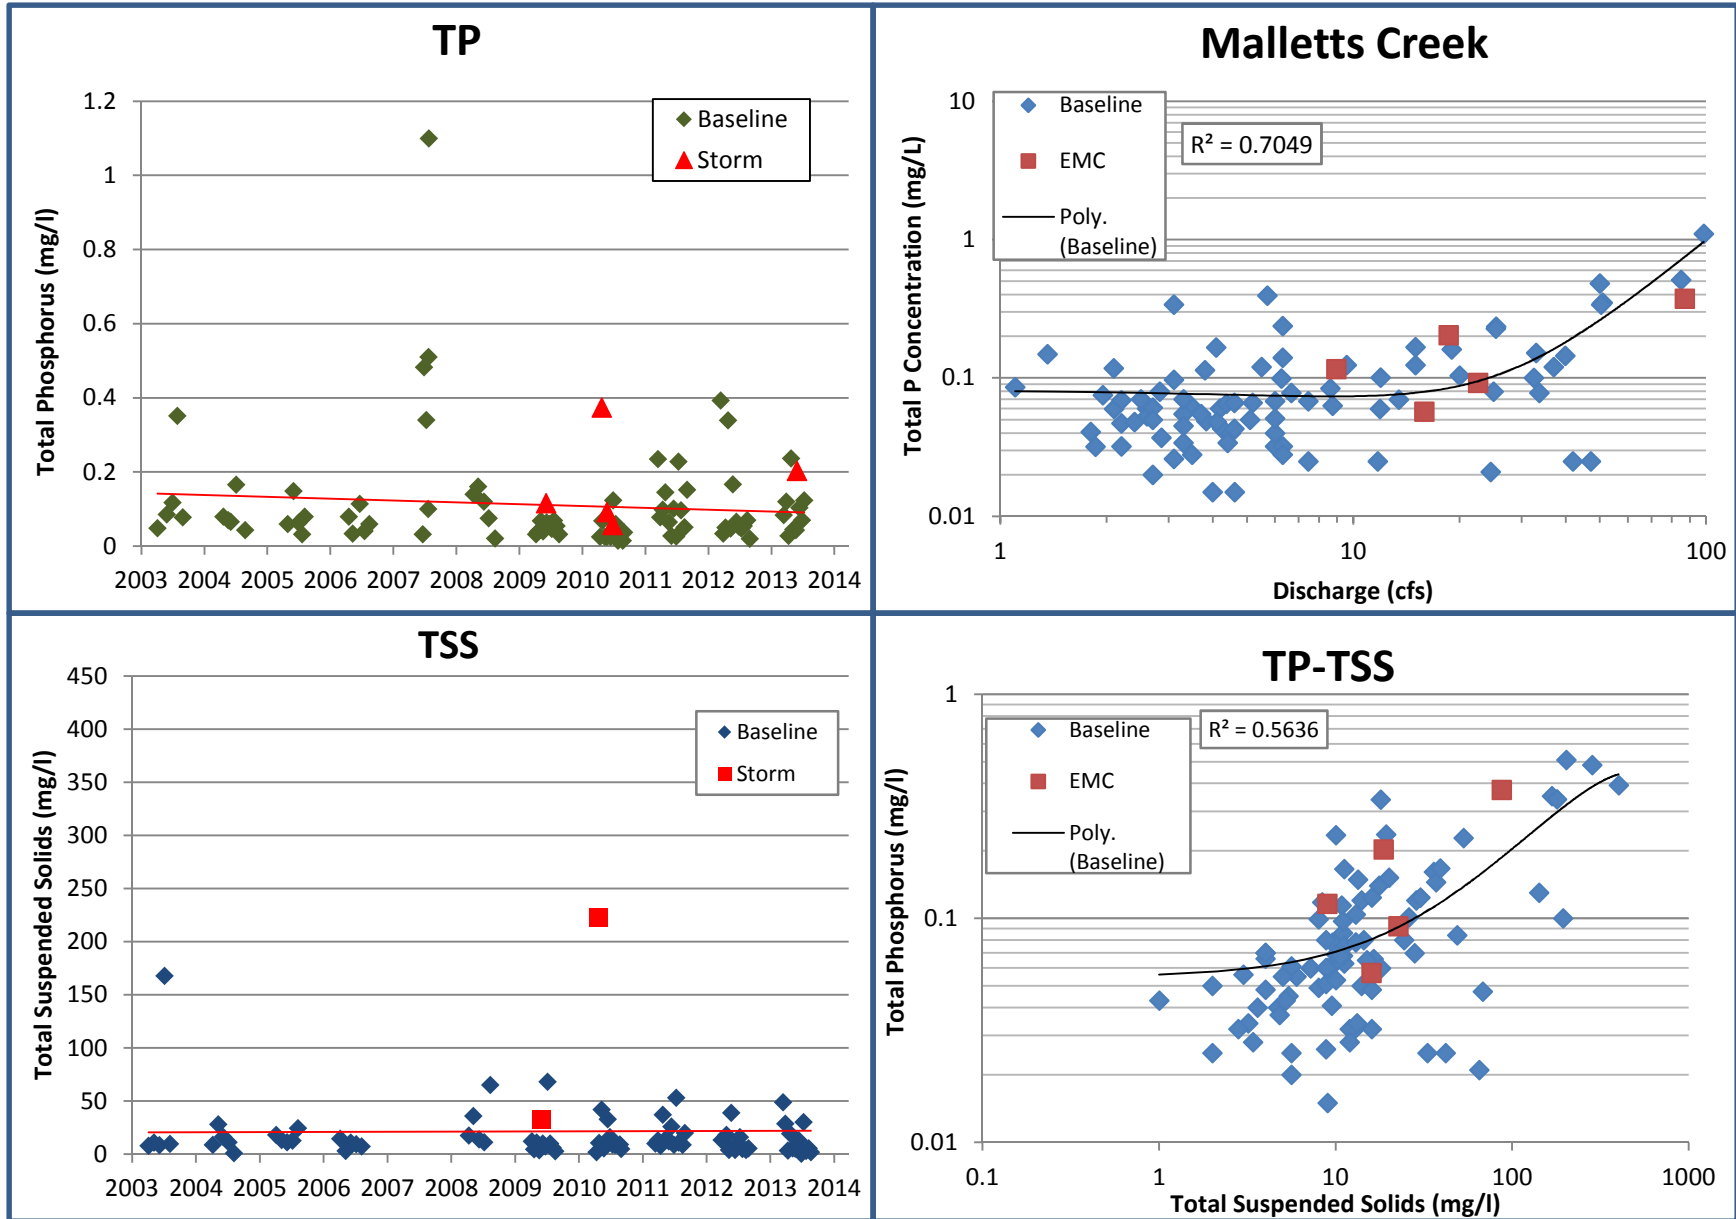 TP
1.2
1
0.8
0.6
0.4
0.2
0
Total Phosphorus (mg/l)
Baseline
Storm
2003 2004 2005 2006 2007 2008 2009 2010 2011 2012 2013 2014
Malletts Creek
10
1
0.1
0.01
Total P Concentration (mg/L)
Baseline
EMC
Poly.
(Baseline)
R² = 0.7049
1 10 100
Discharge (cfs)
TSS
450
400
350
300
250
200
150
100
50
0
Total Suspended Solids (mg/l)
Baseline
Storm
2003 2004 2005 2006 2007 2008 2009 2010 2011 2012 2013 2014
TP-TSS
1
0.1
0.01
Total Phosphorus (mg/l)
Baseline
EMC
Poly.
(Baseline)
R² = 0.5636
0.1 1 10 100 1000
Total Suspended Solids (mg/l)